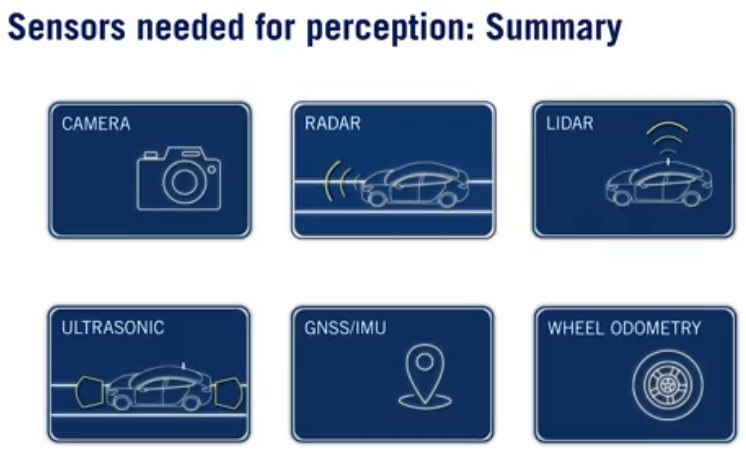 Sensors needed for perception: Summary
CAMERA
RADAR
LIDAR
ULTRASONIC
GNSS/IMU
WHEEL ODOMETRY